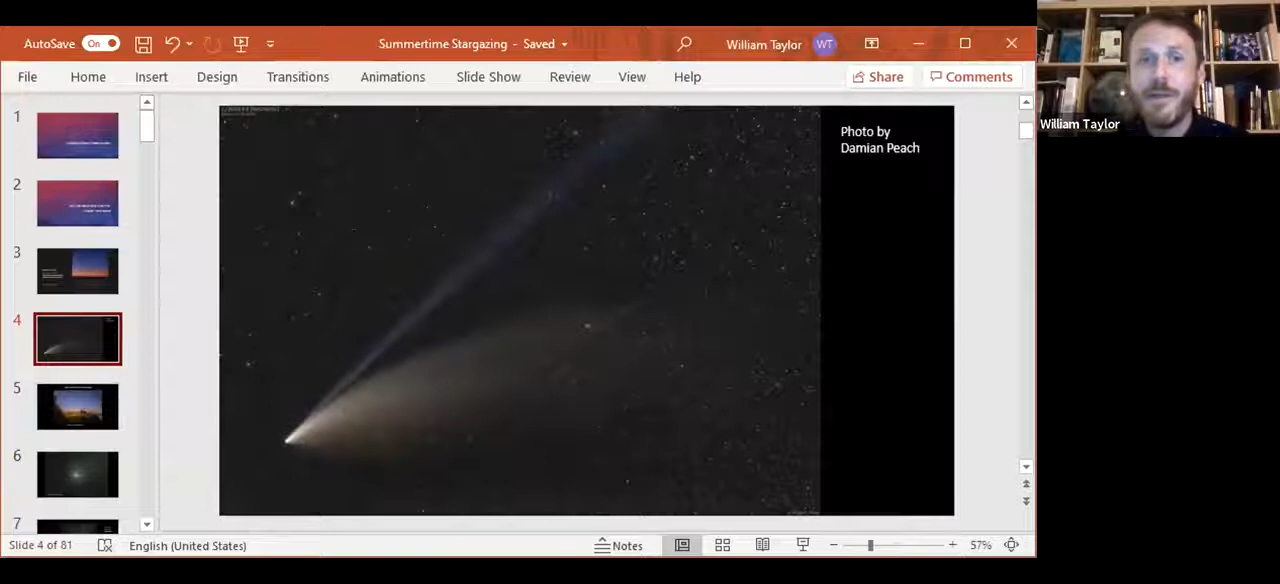 AutoSave On
Summertime Stargazing - Saved
William Taylor WT
File Home Insert Design Transitions Animations Slide Show Review View Help
Share Comments
1
2
3
4
5
6
7
Photo by
Damian Peach
William Taylor
Slide 4 of 81 English (United States)
Notes
57%